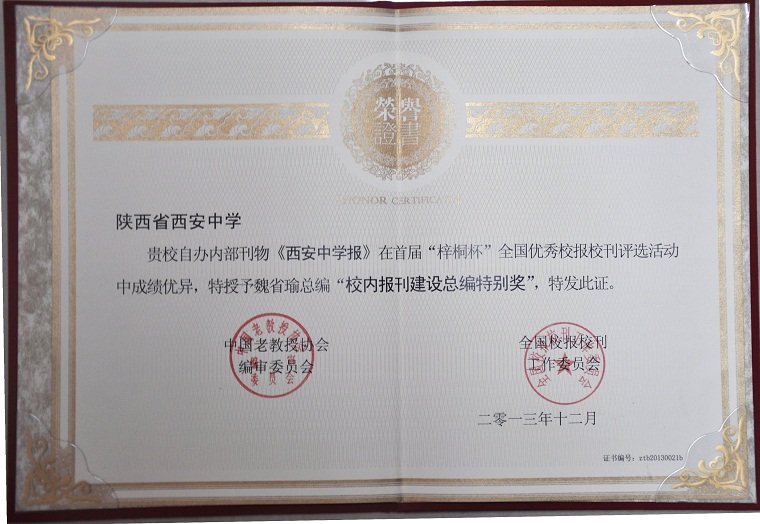 榮譽
證書
HONOR CERTIFICATE
陕西省西安中学
贵校自办内部刊物《西安中学报》在首届“梓桐杯”全国优秀校报校刊评选活动
中成绩优异，特授予魏省瑜总编“校内报刊建设总编特别奖”，特发此证。
中国老教授协会
编审委员会
全国校报校刊
工作委员会
二零一三年十二月
证书编号：ztb20130021b